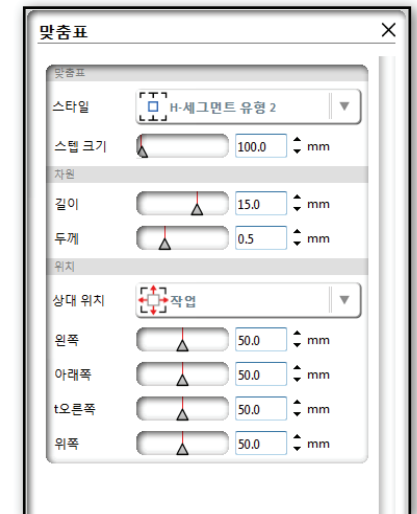 맞춤표
맞춤표
스타일 H-세그먼트 유형 2
스텝 크기 100.0 mm
차원
길이 15.0 mm
두께 0.5 mm
위치
상대 위치 작업
왼쪽 50.0 mm
아래쪽 50.0 mm
t오른쪽 50.0 mm
위쪽 50.0 mm